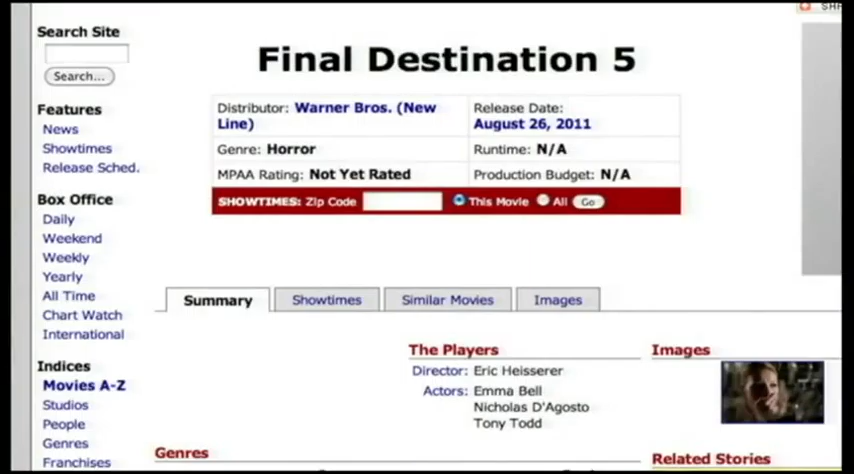 Search Site
Search...
Features
News
Showtimes
Release Sched.
Box Office
Daily
Weekend
Weekly
Yearly
All Time
Chart Watch
International
Indices
Movies A-Z
Studios
People
Genres
Franchises
Final Destination 5
Distributor: Warner Bros. (New
Line)
Release Date:
August 26, 2011
Genre: Horror
Runtime: N/A
MPAA Rating: Not Yet Rated
Production Budget: N/A
SHOWTIMES: Zip Code This Movie All Go
Summary Showtimes Similar Movies Images
The Players
Director: Eric Heisserer
Actors: Emma Bell
Nicholas D'Agosto
Tony Todd
Images
Genres
Related Stories